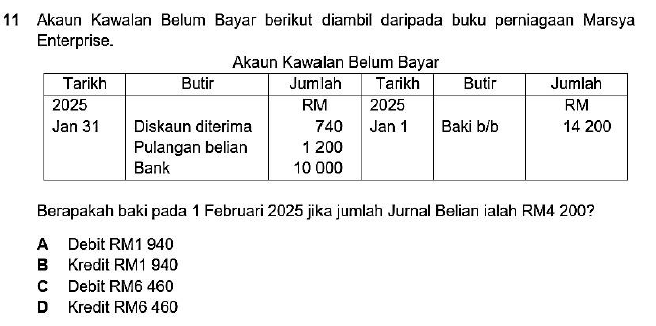 11 Akaun Kawalan Belum Bayar berikut diambil daripada buku perniagaan Marsya
Enterprise.
Akaun Kawalan Belum Bayar
Tarikh Butir Jumlah Tarikh Butir Jumlah
2025 RM 2025 RM
Jan 31 Diskaun diterima 740 Jan 1 Baki b/b 14 200
Pulangan belian 1 200
Bank 10 000
Berapakah baki pada 1 Februari 2025 jika jumlah Jurnal Belian ialah RM4 200?
A Debit RM1 940
B Kredit RM1 940
C Debit RM6 460
D Kredit RM6 460